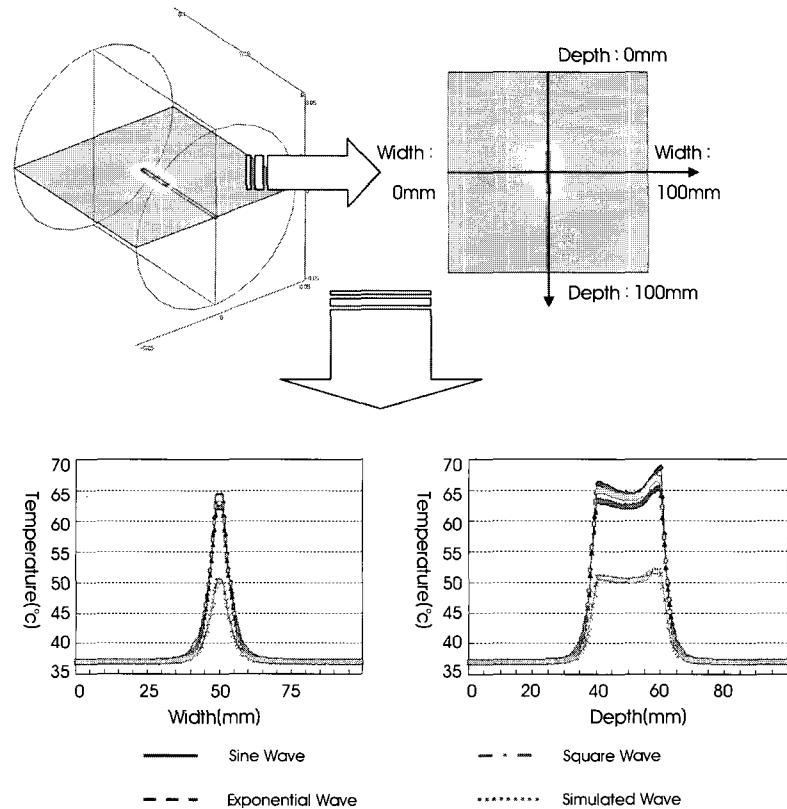 Depth : 0mm
Width :
0mm
Width :
100mm
Depth : 100mm
Temperature(°c)
70
65
60
55
50
45
40
35
0
25
50
75
Width(mm)
Temperature(°c)
70
65
60
55
50
45
40
35
0
20
40
60
80
Depth(mm)
Sine Wave
Square Wave
Exponential Wave
Simulated Wave